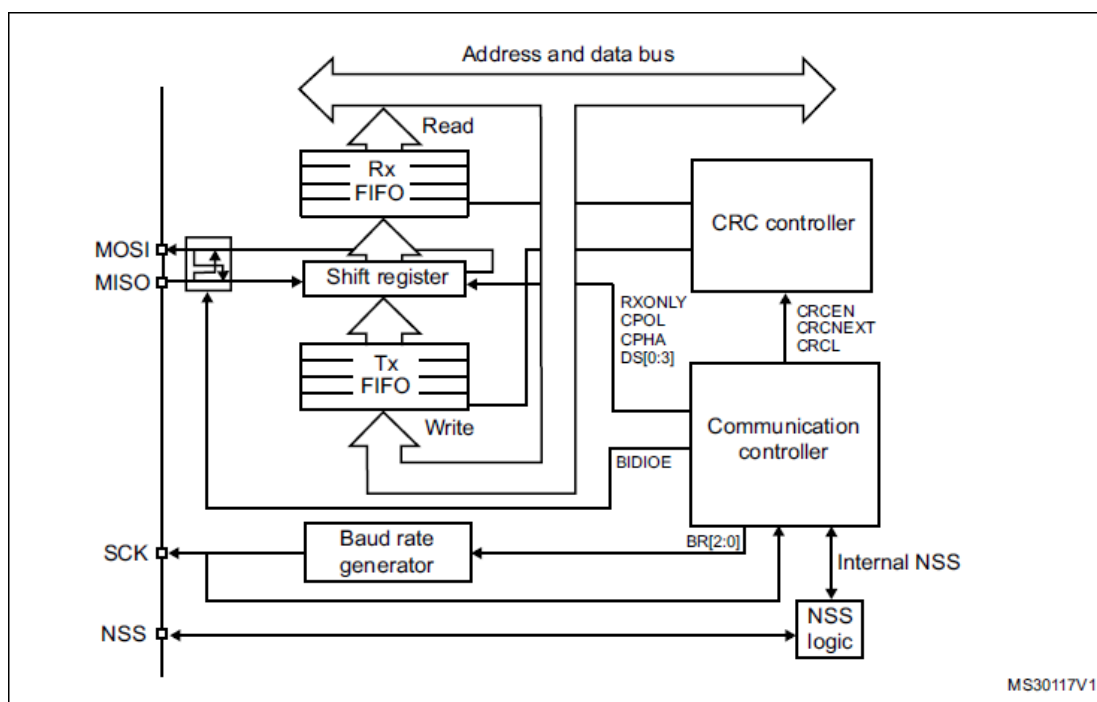 Address and data bus
Read
Rx
FIFO
CRC controller
MOSI
MISO
Shift register
RXONLY
CPOL
CPHA
DS[0:3]
CRCEN
CRCNEXT
CRCL
Tx
FIFO
Write
Communication
controller
BIDIOE
SCK
Baud rate
generator
BR[2:0]
Internal NSS
NSS
NSS
logic
MS30117V1